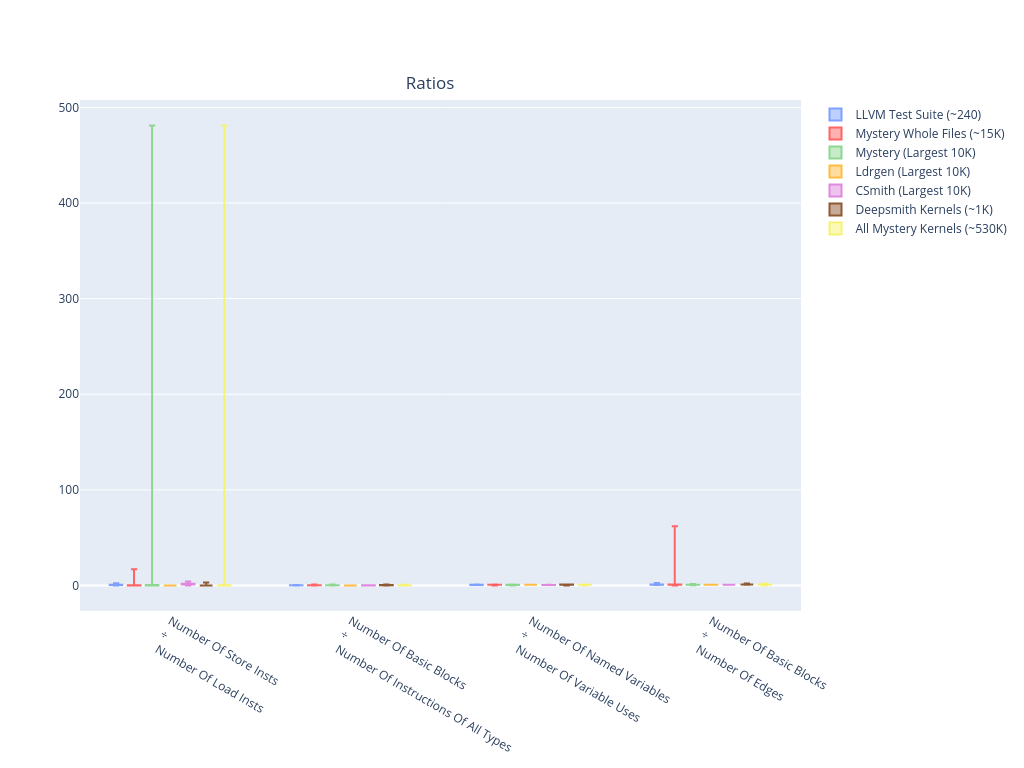 Ratios
500
400
300
200
100
0
LLVM Test Suite (~240)
Mystery Whole Files (~15K)
Mystery (Largest 10K)
Ldrgen (Largest 10K)
CSmith (Largest 10K)
Deepsmith Kernels (~1K)
All Mystery Kernels (~530K)
Number Of Store Insts
÷
Number Of Load Insts
Number Of Basic Blocks
÷
Number Of Instructions Of All Types
Number Of Named Variables
÷
Number Of Variable Uses
Number Of Basic Blocks
÷
Number Of Edges